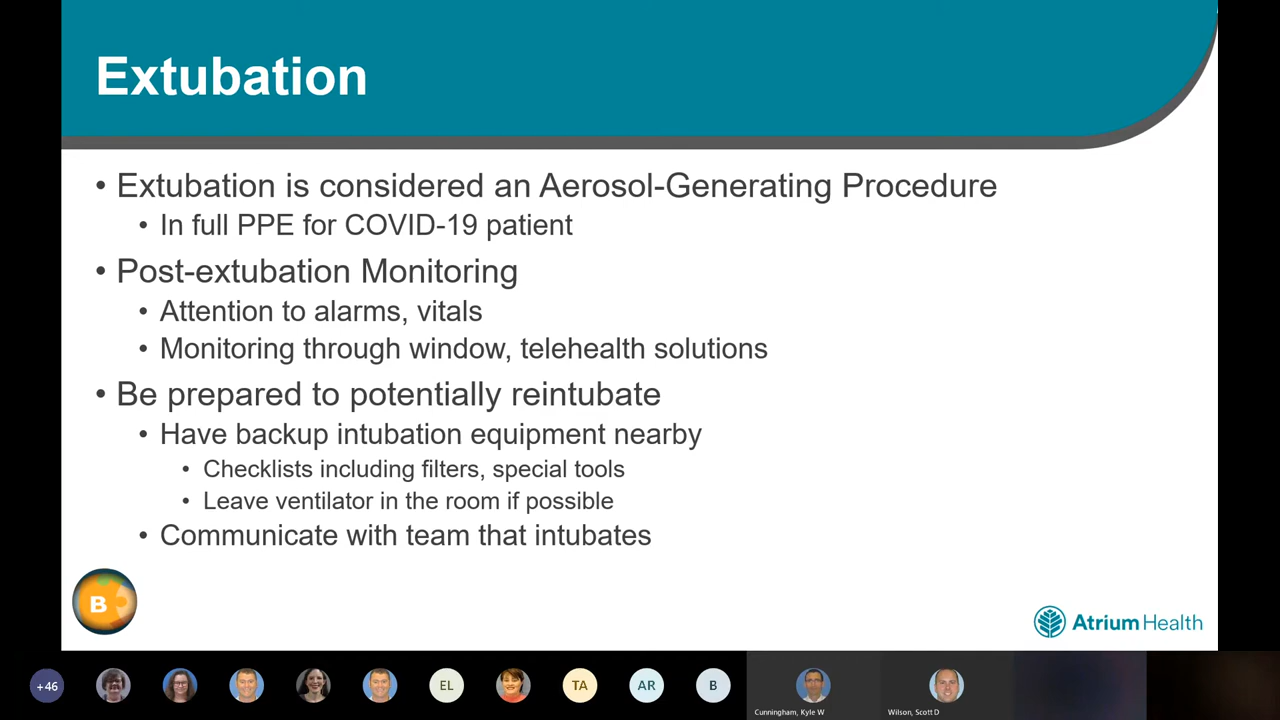 Extubation
• Extubation is considered an Aerosol-Generating Procedure
• In full PPE for COVID-19 patient
• Post-extubation Monitoring
• Attention to alarms, vitals
• Monitoring through window, telehealth solutions
• Be prepared to potentially reintubate
• Have backup intubation equipment nearby
• Checklists including filters, special tools
• Leave ventilator in the room if possible
• Communicate with team that intubates
B
Atrium Health
+46
EL
TA
AR
B
Cunningham, Kyle W
Wilson, Scott D